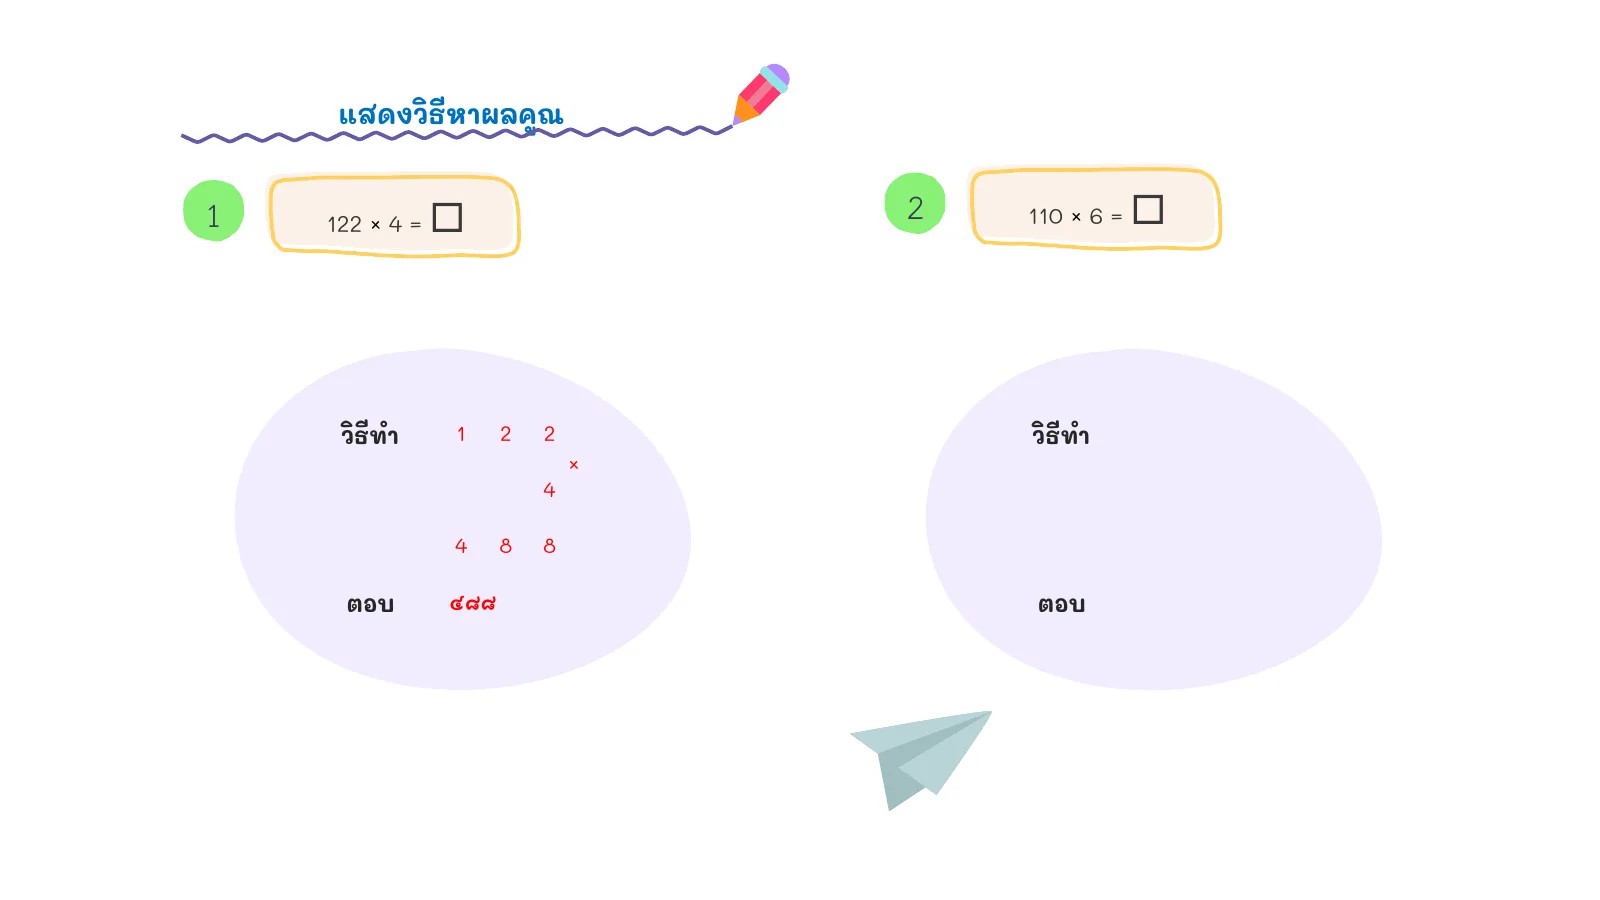 แสดงวิธีหาผลคูณ
1
122 × 4 = □
2
110 × 6 = □
วิธีทำ 1 2 2
×
4
4 8 8
ตอบ ๔๘๘
วิธีทำ
ตอบ